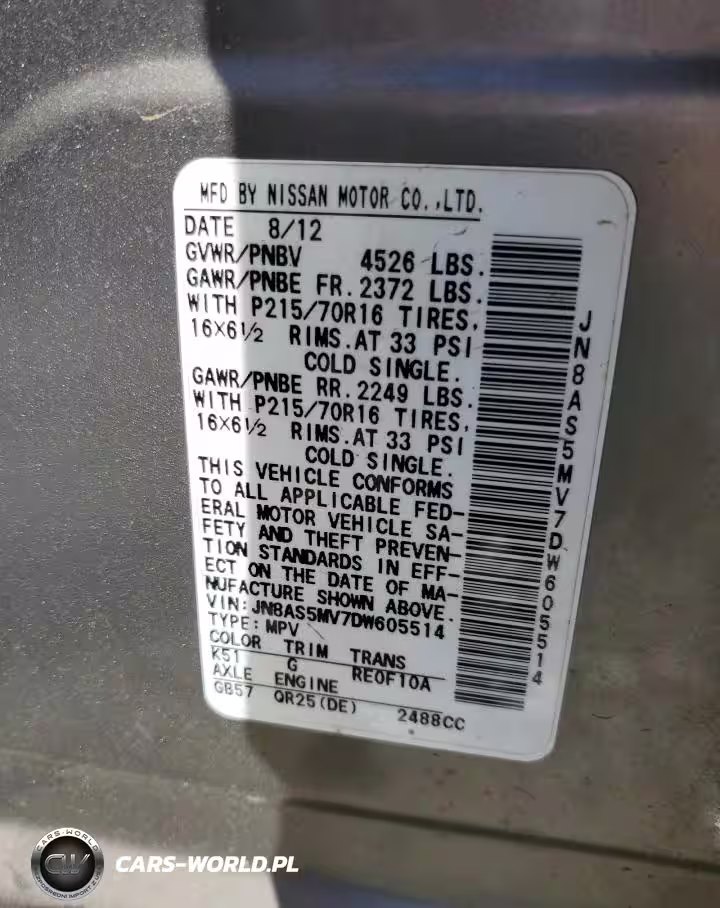 MFD BY NISSAN MOTOR CO.,LTD.
DATE 8/12
GVWR/PNBV 4526 LBS.
GAWR/PNBE FR. 2372 LBS.
WITH P215/70R16 TIRES,
16X6½ RIMS.AT 33 PSI
COLD SINGLE.
GAWR/PNBE RR. 2249 LBS.
WITH P215/70R16 TIRES,
16X6½ RIMS.AT 33 PSI
COLD SINGLE.
THIS VEHICLE CONFORMS
TO ALL APPLICABLE FED-
ERAL MOTOR VEHICLE SA-
FETY AND THEFT PREVEN-
TION STANDARDS IN EFF-
ECT ON THE DATE OF MA-
NUFACTURE SHOWN ABOVE.
VIN: JN8AS5MV7DW605514
TYPE: MPV
COLOR TRIM TRANS
K51 G RE0F10A
AXLE ENGINE
GB57 QR25(DE) 2488CC
JN8AS5MV7DW605514
CARS-WORLD
CW
CARS-WORLD.PL